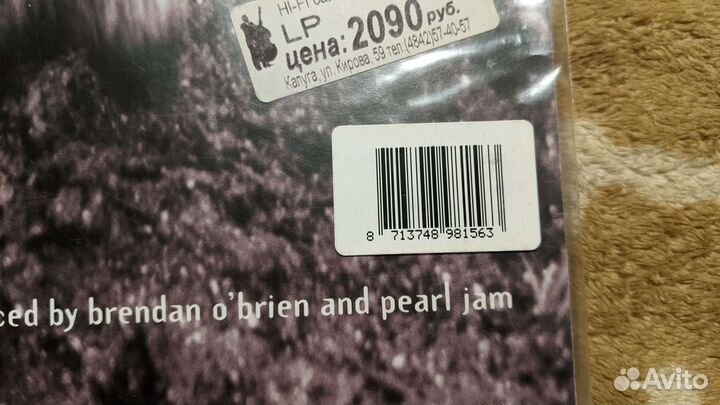 HI-FI
LP
цена: 2090 руб.
Калуга, ул. Кирова, 59 тел (4842)57-40-57
8 713748 981563
ced by brendan o'brien and pearl jam
Avito